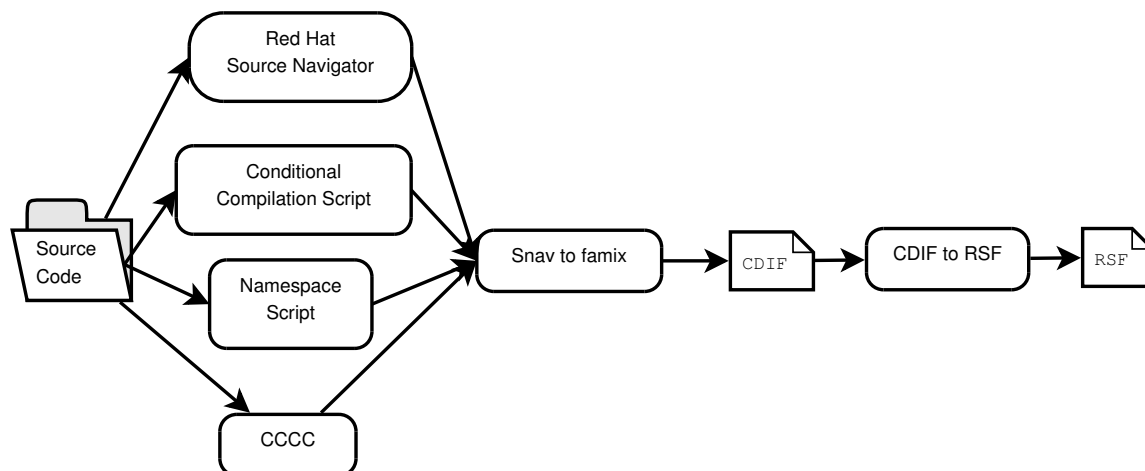 Red Hat
Source Navigator
Conditional
Compilation Script
Source
Code
Namespace
Script
CCCC
Snav to famix
CDIF
CDIF to RSF
RSF